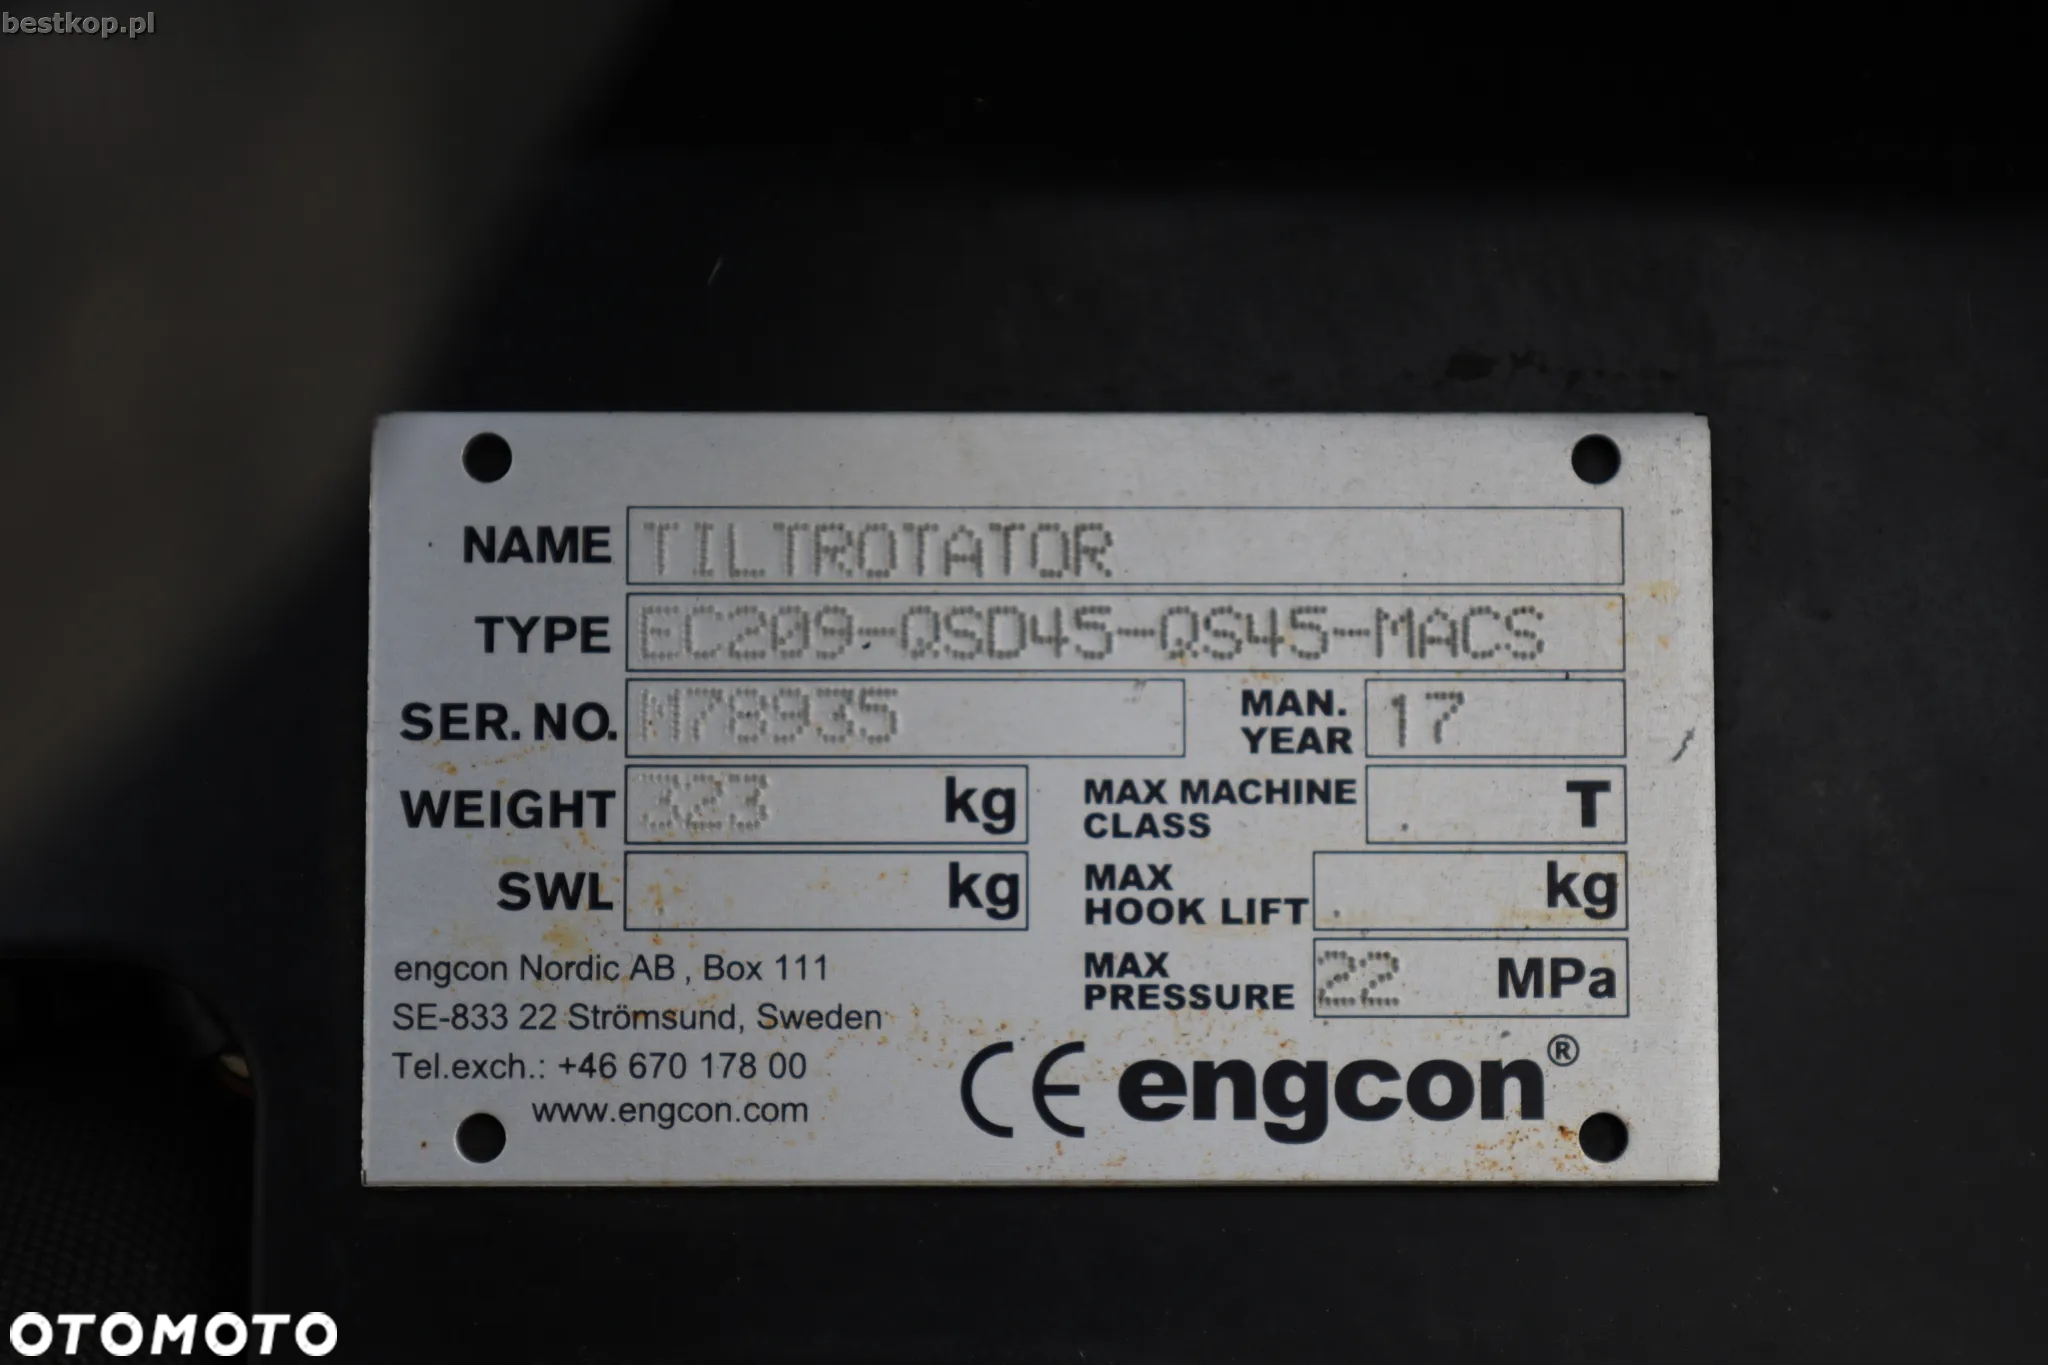 bestkop.pl
NAME TILTROTATOR
TYPE EC209-QSD45-QS45-MACS
SER. NO. M78935 MAN. YEAR 17
WEIGHT 323 kg MAX MACHINE CLASS T
SWL kg MAX HOOK LIFT kg
MAX PRESSURE 22 MPa
engcon Nordic AB , Box 111
SE-833 22 Strömsund, Sweden
Tel.exch.: +46 670 178 00
www.engcon.com
CE engcon®
OTOMOTO